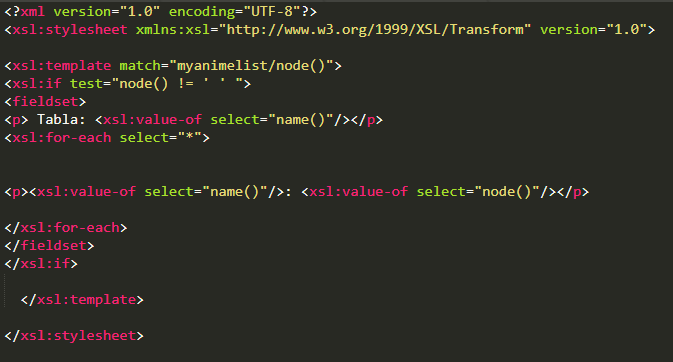 <?xml version="1.0" encoding="UTF-8"?>
<xsl:stylesheet xmlns:xsl="http://www.w3.org/1999/XSL/Transform" version="1.0">
<xsl:template match="myanimelist/node()">
<xsl:if test="node() != ' ' ">
<fieldset>
<p> Tabla: <xsl:value-of select="name()"/></p>
<xsl:for-each select="*">
<p><xsl:value-of select="name()"/>: <xsl:value-of select="node()"/></p>
</xsl:for-each>
</fieldset>
</xsl:if>
</xsl:template>
</xsl:stylesheet>